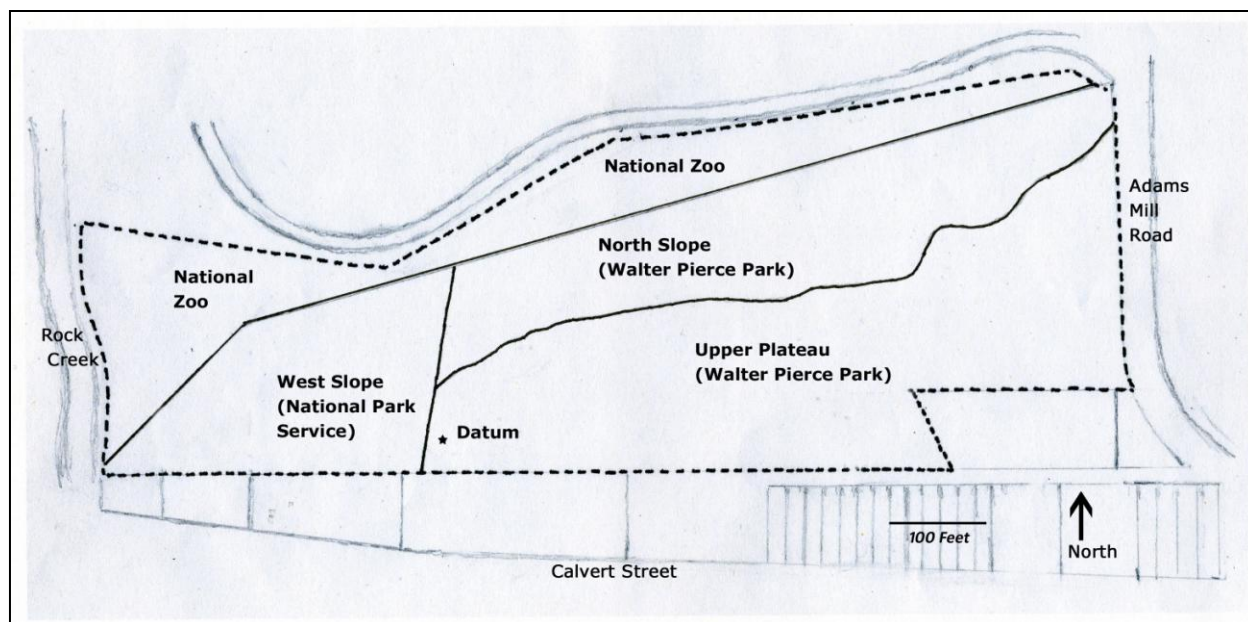 National Zoo
Adams
Mill
Road
North Slope
(Walter Pierce Park)
National
Zoo
Rock
Creek
Upper Plateau
(Walter Pierce Park)
West Slope
(National Park
Service)
Datum
100 Feet
North
Calvert Street